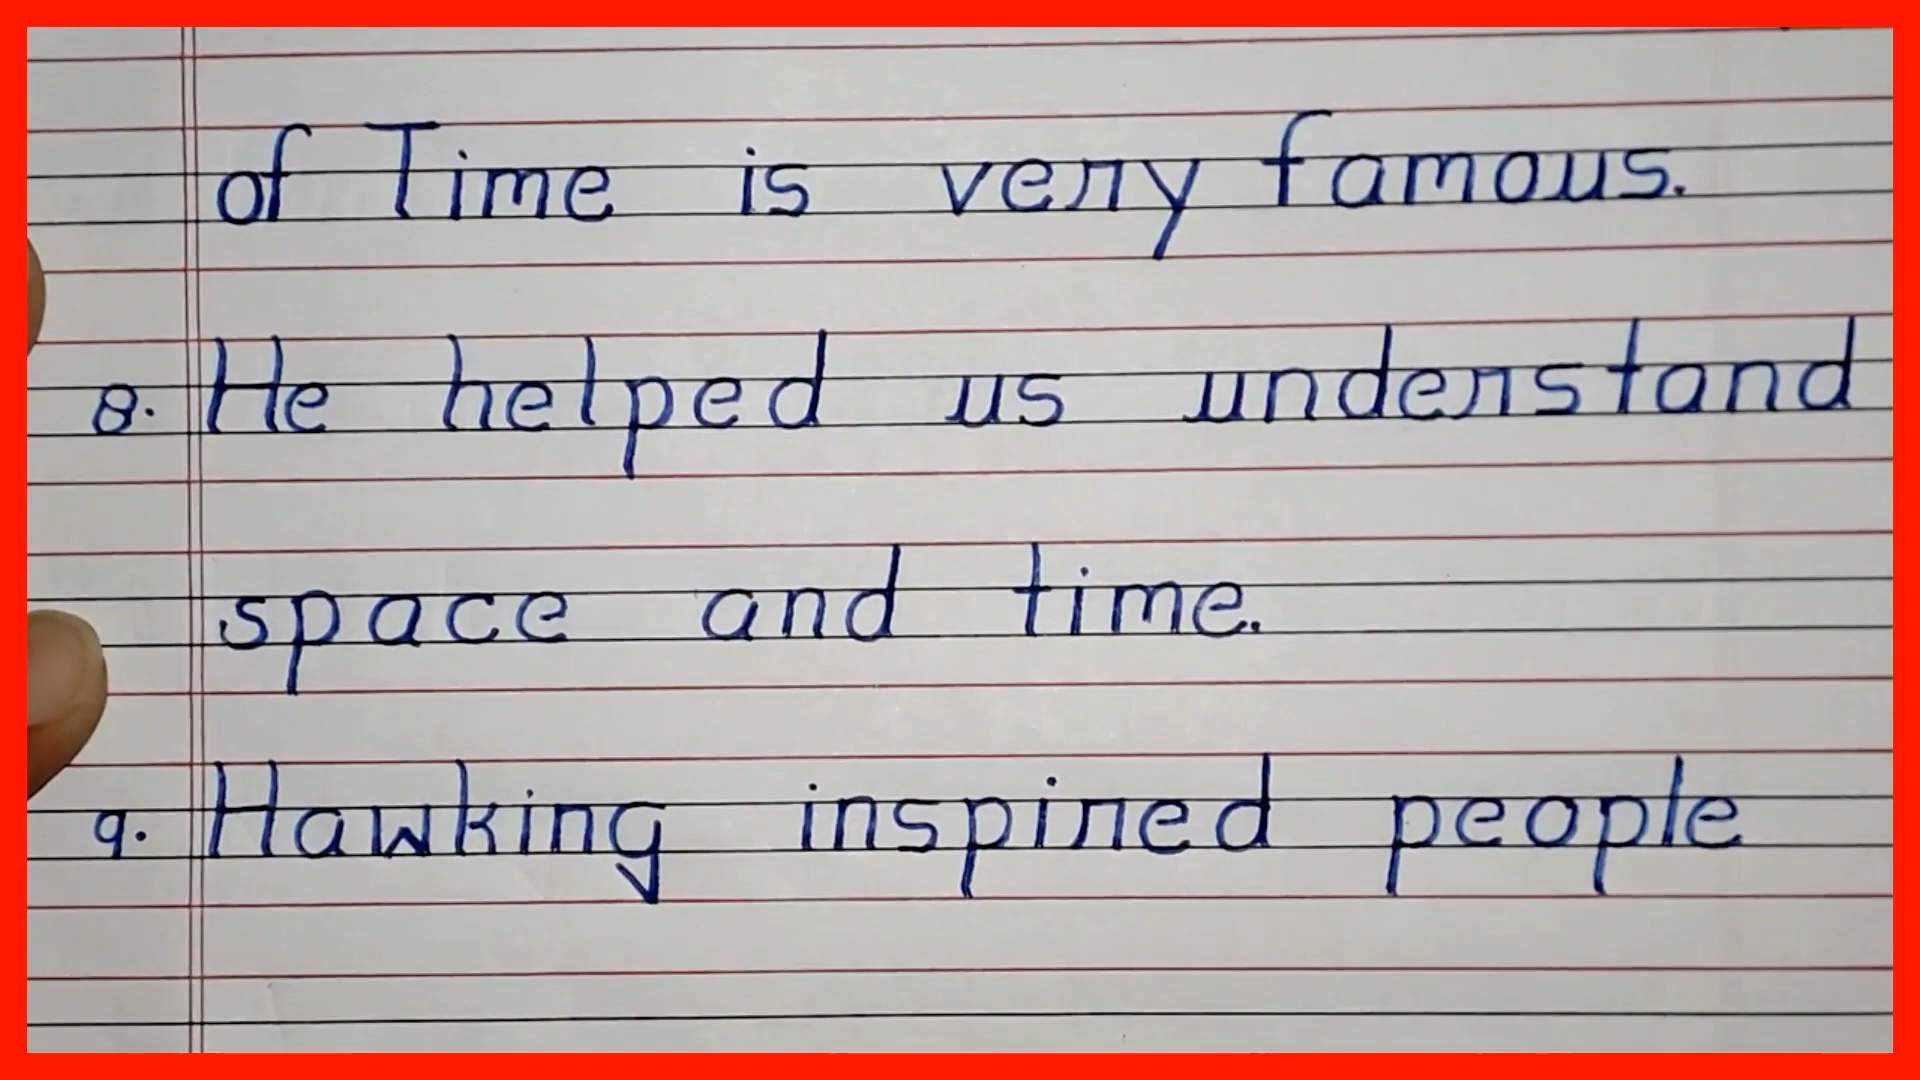 of Time is very famous.
8. He helped us understand
space and time.
9. Hawking inspired people